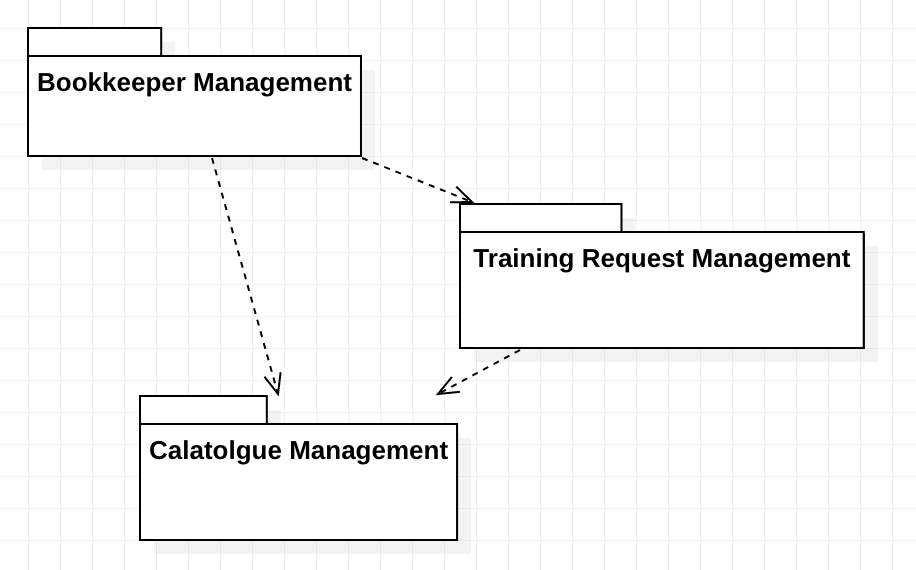 Bookkeeper Management
Training Request Management
Calatolgue Management